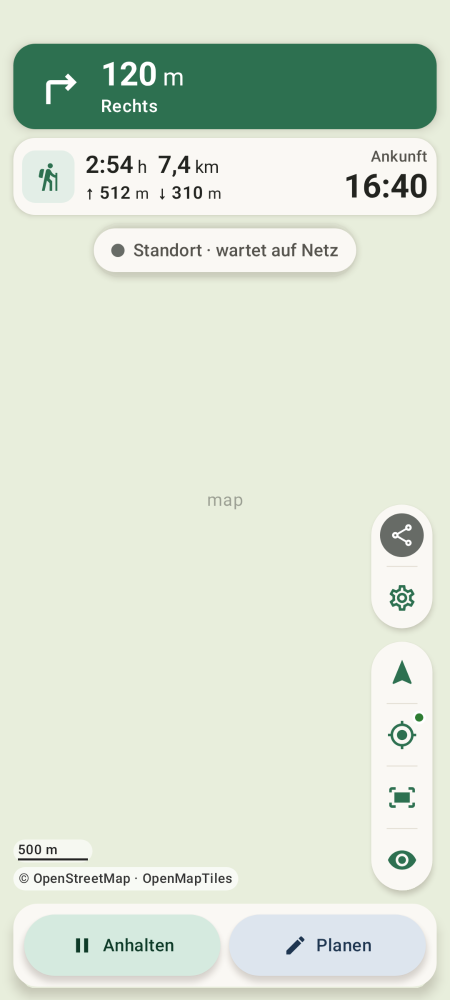 120 m
Rechts
2:54 h 7,4 km
↑ 512 m ↓ 310 m
Ankunft
16:40
Standort · wartet auf Netz
map
500 m
© OpenStreetMap · OpenMapTiles
Anhalten
Planen